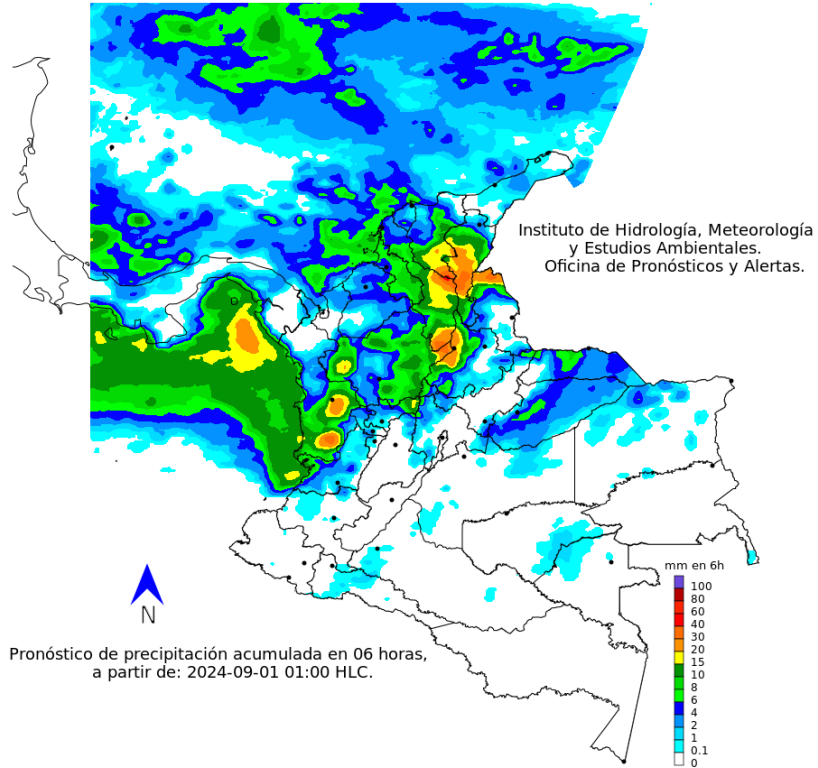 Instituto de Hidrología, Meteorología
y Estudios Ambientales.
Oficina de Pronósticos y Alertas.
mm en 6h
100
80
60
40
30
20
15
10
8
6
4
2
1
0.1
0
N
Pronóstico de precipitación acumulada en 06 horas,
a partir de: 2024-09-01 01:00 HLC.